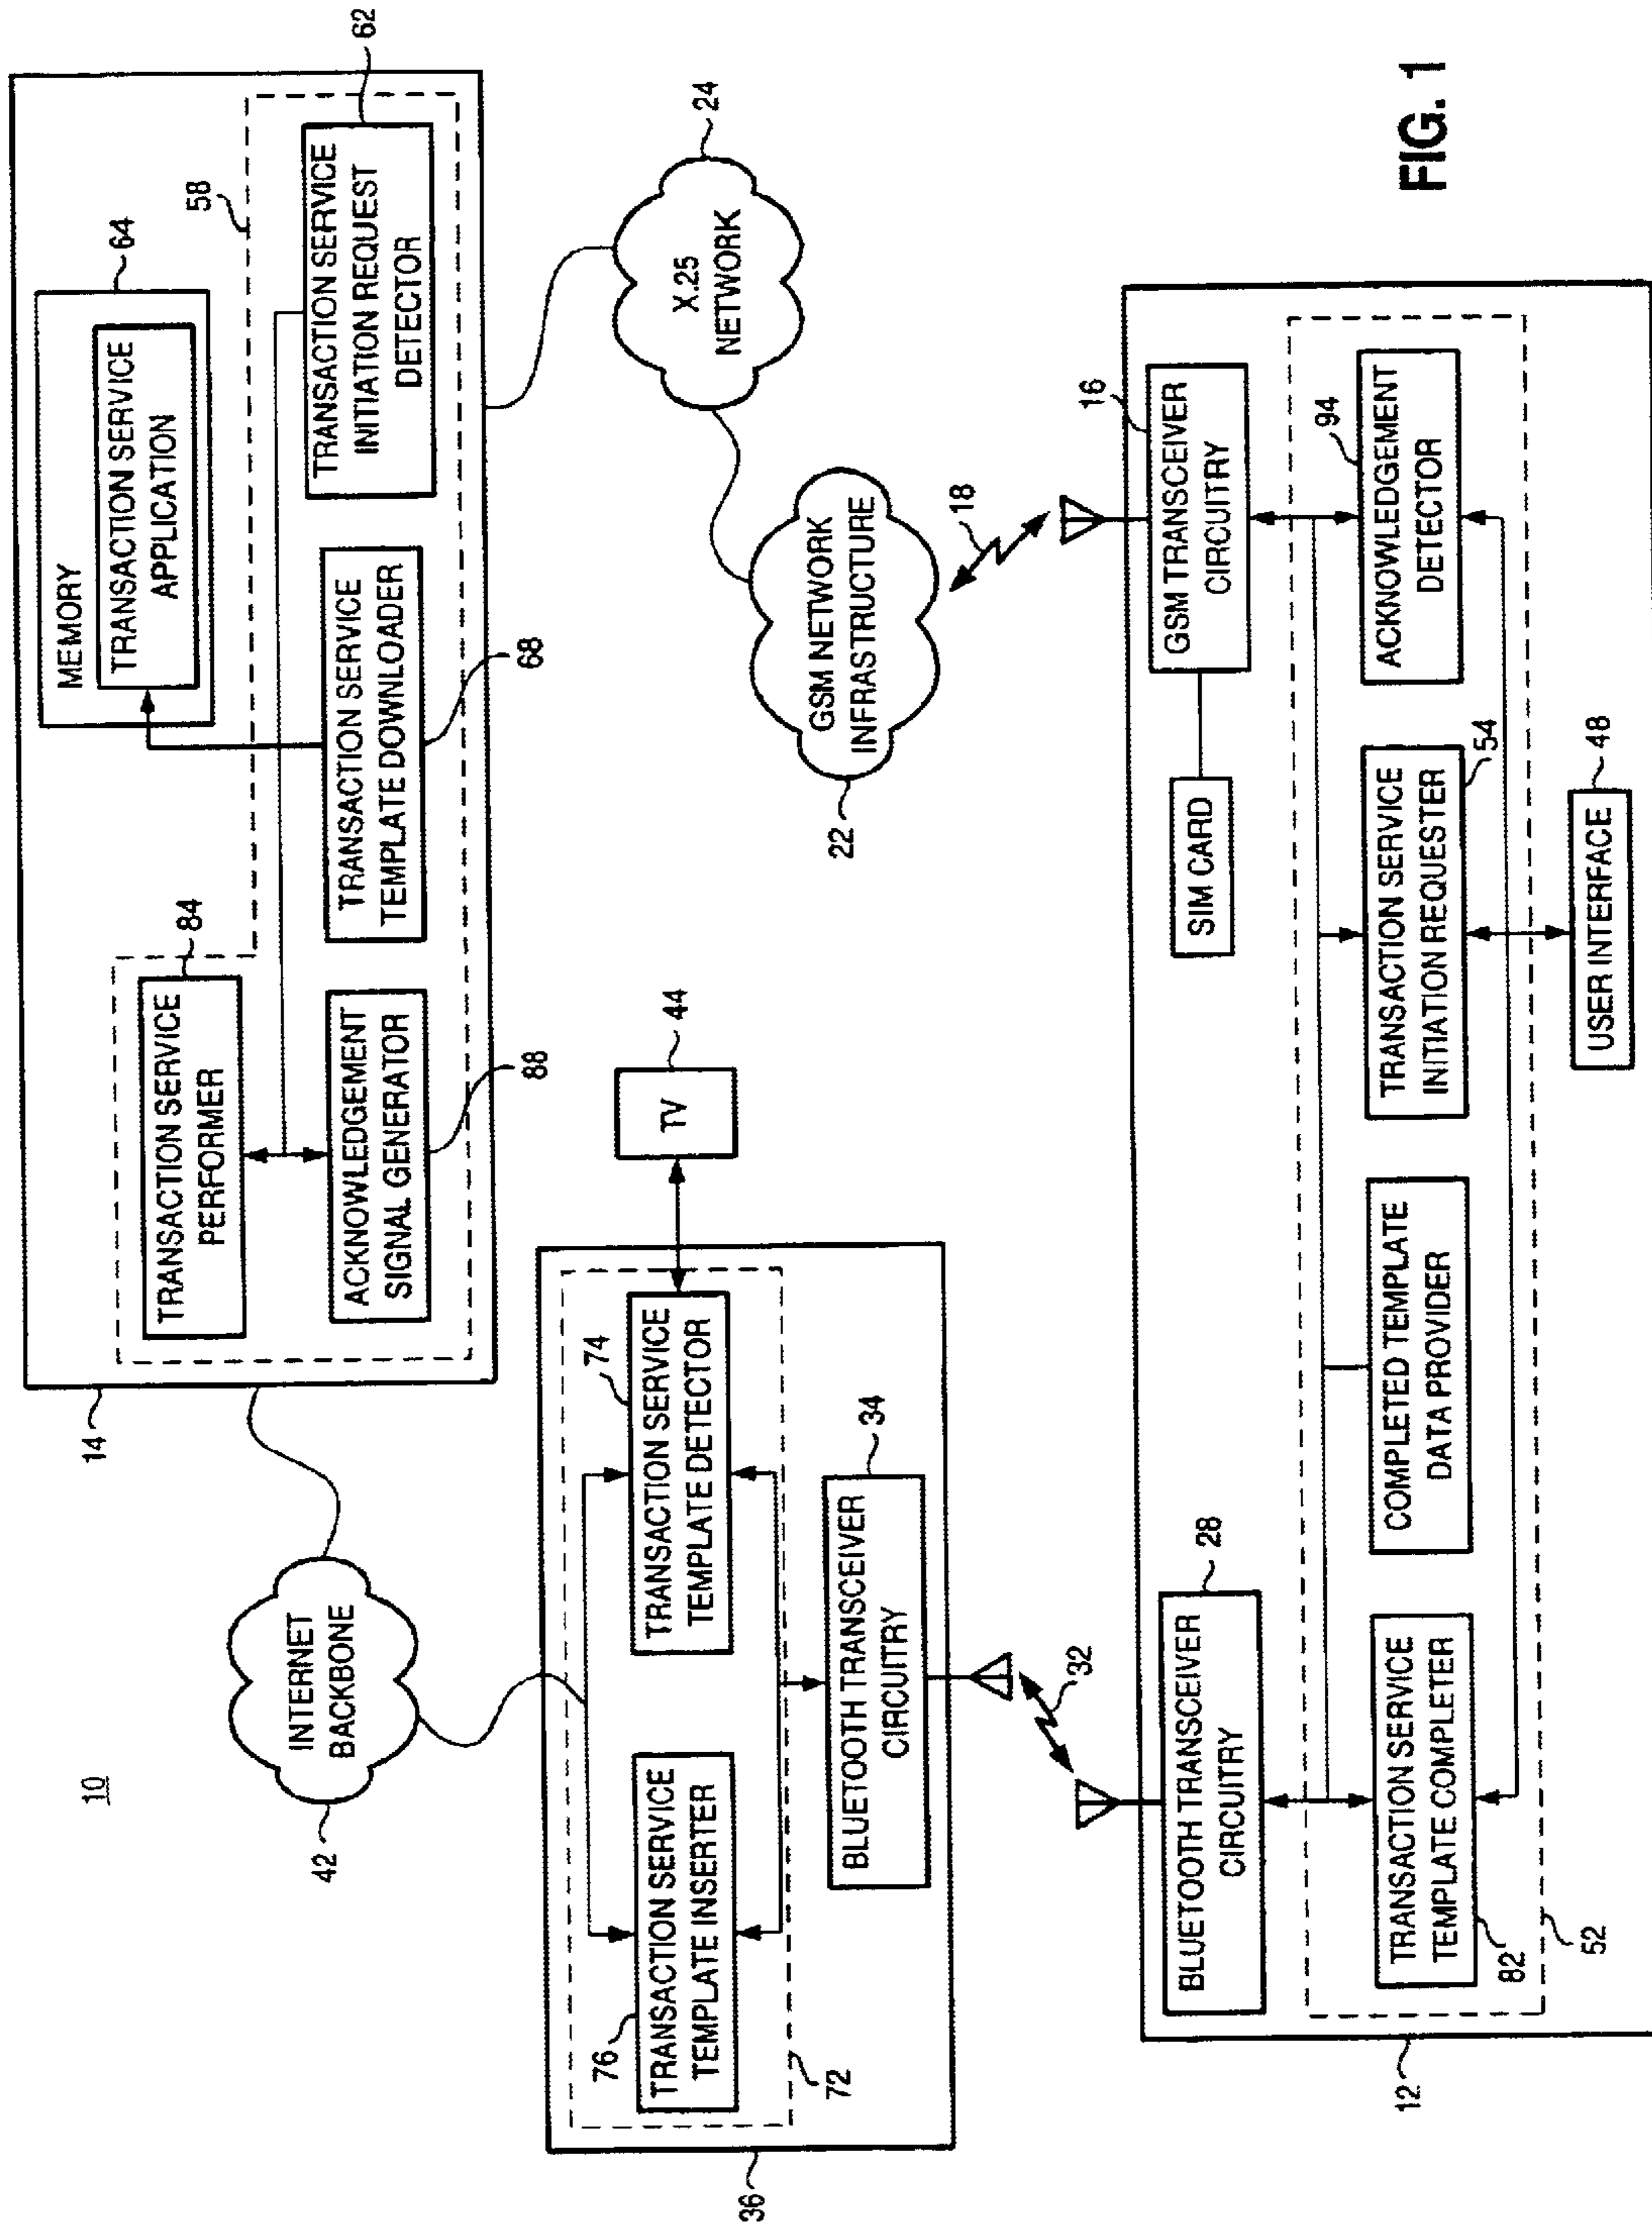 10
42
INTERNET
BACKBONE
14
TRANSACTION SERVICE
PERFORMER
84
ACKNOWLEDGEMENT
SIGNAL GENERATOR
88
MEMORY
TRANSACTION SERVICE
APPLICATION
64
58
TRANSACTION SERVICE
TEMPLATE DOWNLOADER
68
TRANSACTION SERVICE
INITIATION REQUEST
DETECTOR
62
36
76
TRANSACTION SERVICE
TEMPLATE INSERTER
74
TRANSACTION SERVICE
TEMPLATE DETECTOR
72
BLUETOOTH TRANSCEIVER
CIRCUITRY
34
TV
44
X.25
NETWORK
24
GSM NETWORK
INFRASTRUCTURE
22
18
32
12
BLUETOOTH TRANSCEIVER
CIRCUITRY
28
SIM CARD
GSM TRANSCEIVER
CIRCUITRY
16
TRANSACTION SERVICE
TEMPLATE COMPLETER
82
52
COMPLETED TEMPLATE
DATA PROVIDER
TRANSACTION SERVICE
INITIATION REQUESTER
54
ACKNOWLEDGEMENT
DETECTOR
94
USER INTERFACE
48
FIG. 1